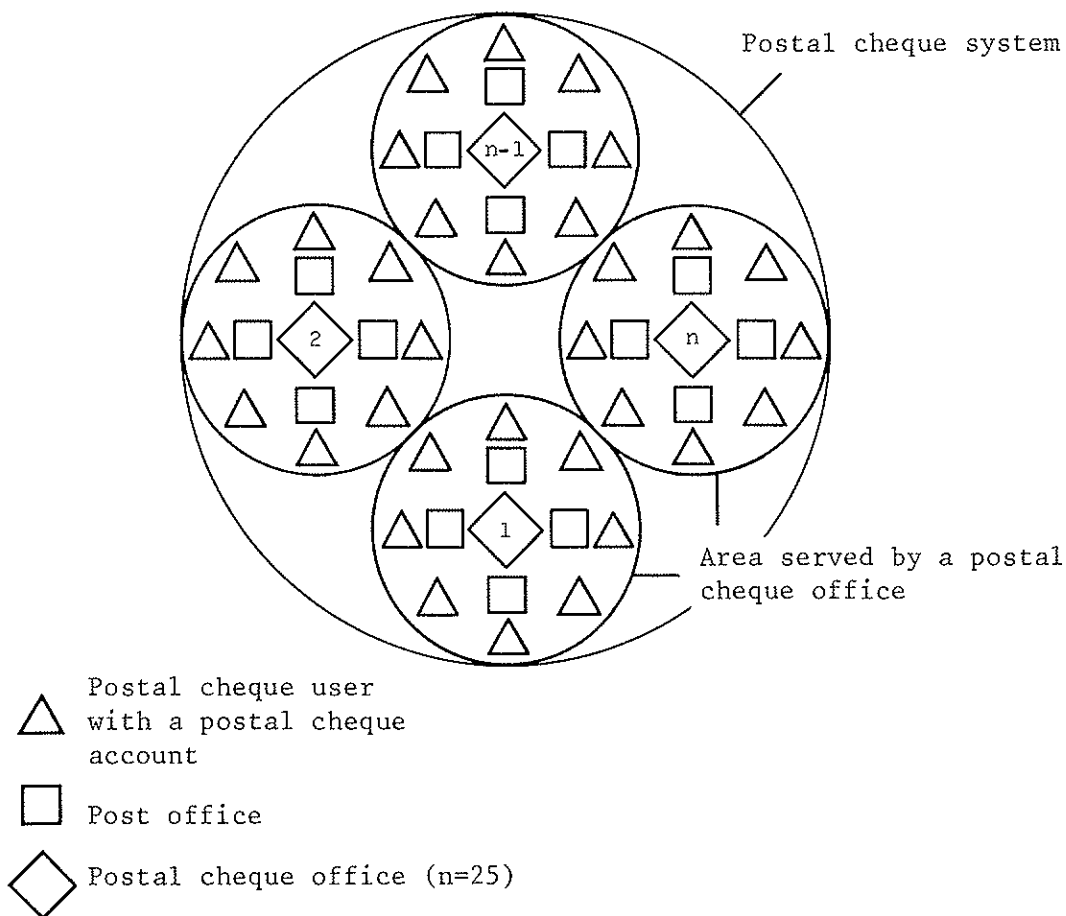 Postal cheque system
n-1
2
n
1
Area served by a postal
cheque office
Postal cheque user
with a postal cheque
account
Post office
Postal cheque office (n=25)